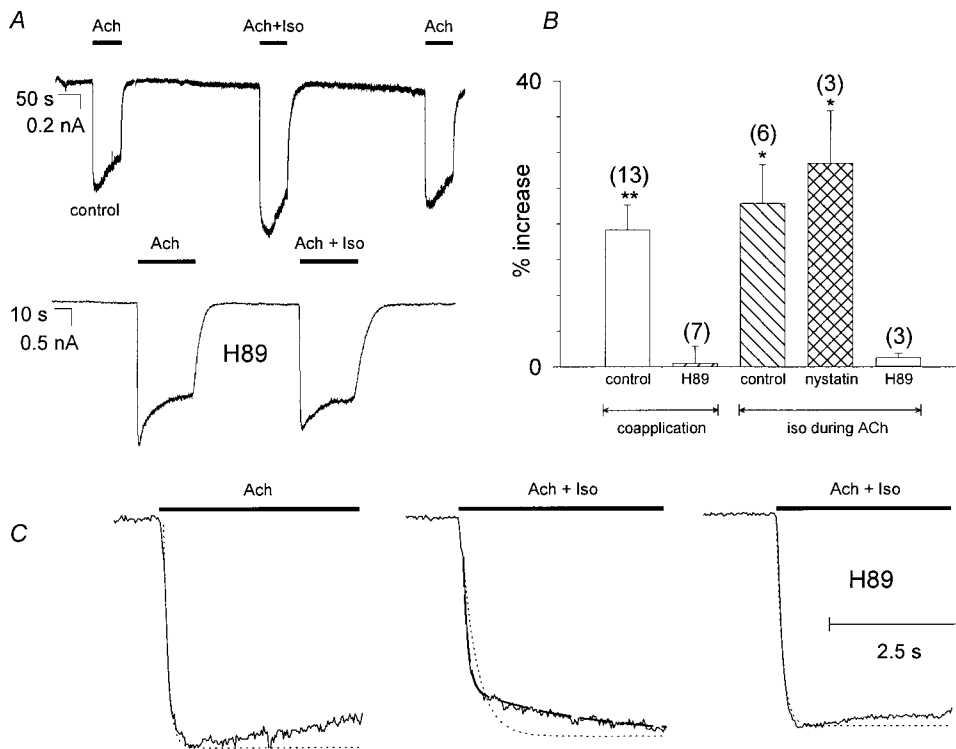 A
Ach
Ach+Iso
Ach
50 s
0.2 nA
control
Ach
Ach + Iso
10 s
0.5 nA
H89
B
40
% increase
0
(13)
**
(7)
(6)
*
(3)
*
(3)
control
H89
control
nystatin
H89
coapplication
iso during ACh
C
Ach
Ach + Iso
Ach + Iso
H89
2.5 s